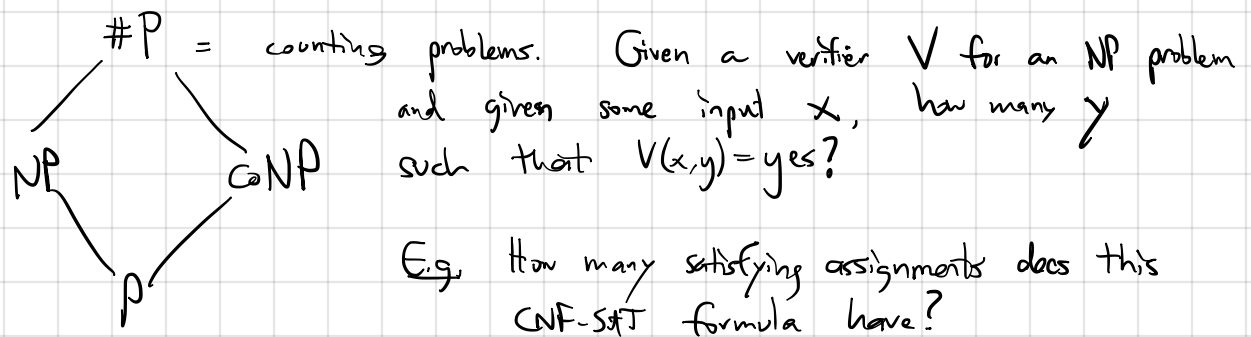 #P = counting problems. Given a verifier V for an NP problem
and given some input x, how many y
such that V(x,y)=yes?
NP CoNP
E.g. How many satisfying assignments does this
P
CNF-SAT formula have?